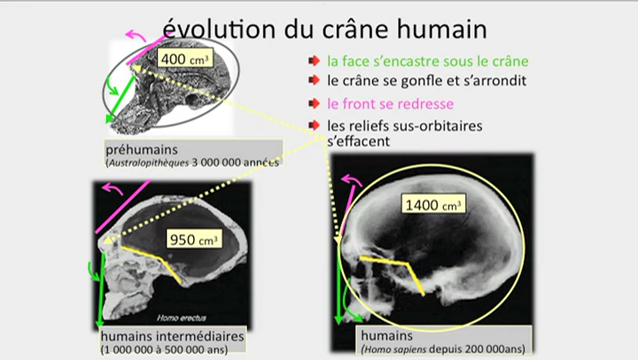 évolution du crâne humain
400 cm³
la face s'encastre sous le crâne
le crâne se gonfle et s'arrondit
le front se redresse
les reliefs sus-orbitaires
s'effacent
préhumains
(Australopithèques 3 000 000 années
950 cm³
Homo erectus
humains intermédiaires
(1 000 000 à 500 000 ans)
1400 cm³
humains
(Homo sapiens depuis 200 000ans)